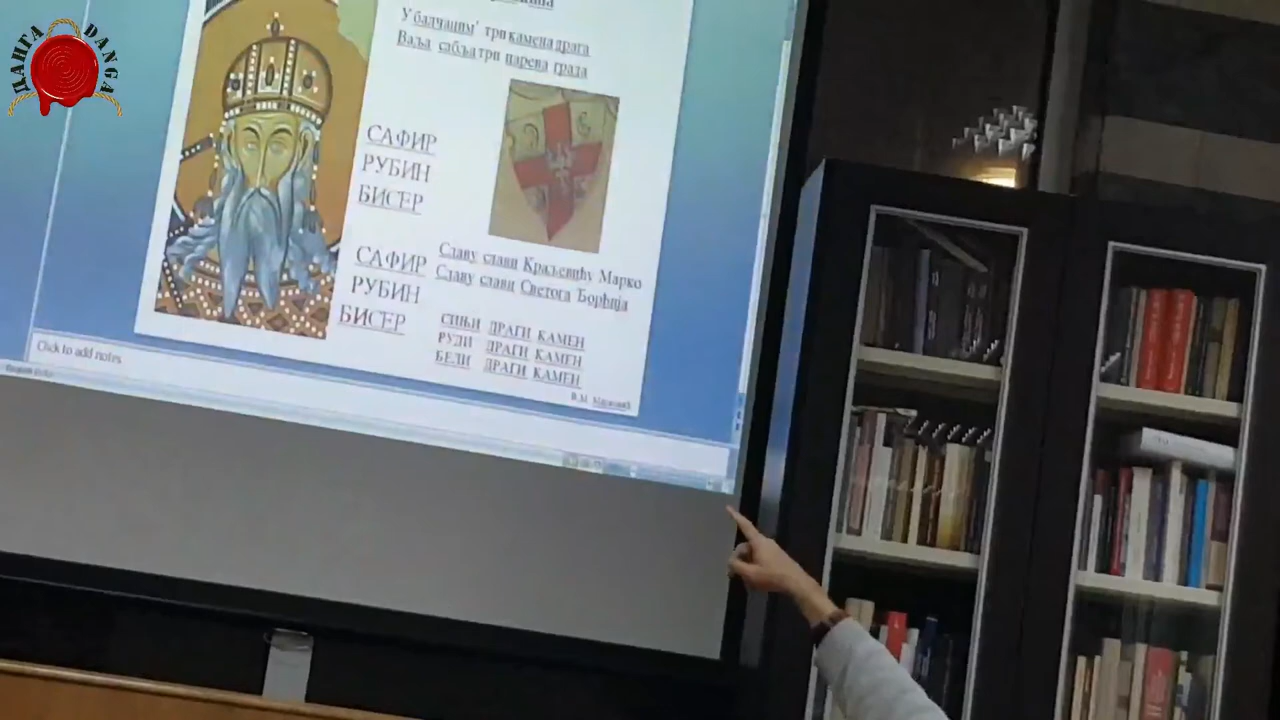 ДАНГА DANGA
У балчацим' три камена драга
Ваља сабља три царева града
САФИР
РУБИН
БИСЕР
САФИР
РУБИН
БИСЕР
Славу слави Краљевићу Марко
Славу слави Светога Ђорђија
СИЊИ ДРАГИ КАМЕН
РУДИ ДРАГИ КАМЕН
БЕЛИ ДРАГИ КАМЕН
В.М.
Click to add notes